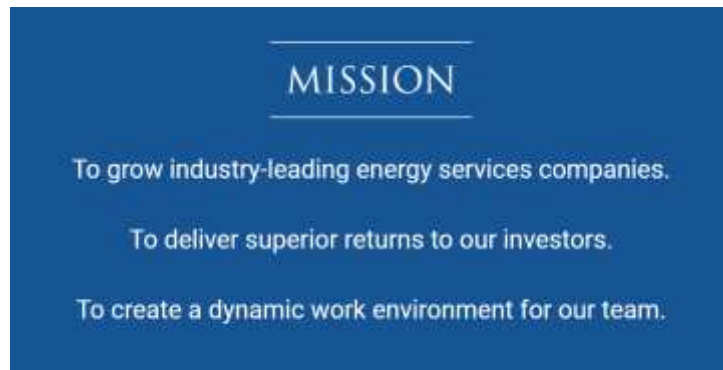 MISSION
To grow industry-leading energy services companies.
To deliver superior returns to our investors.
To create a dynamic work environment for our team.